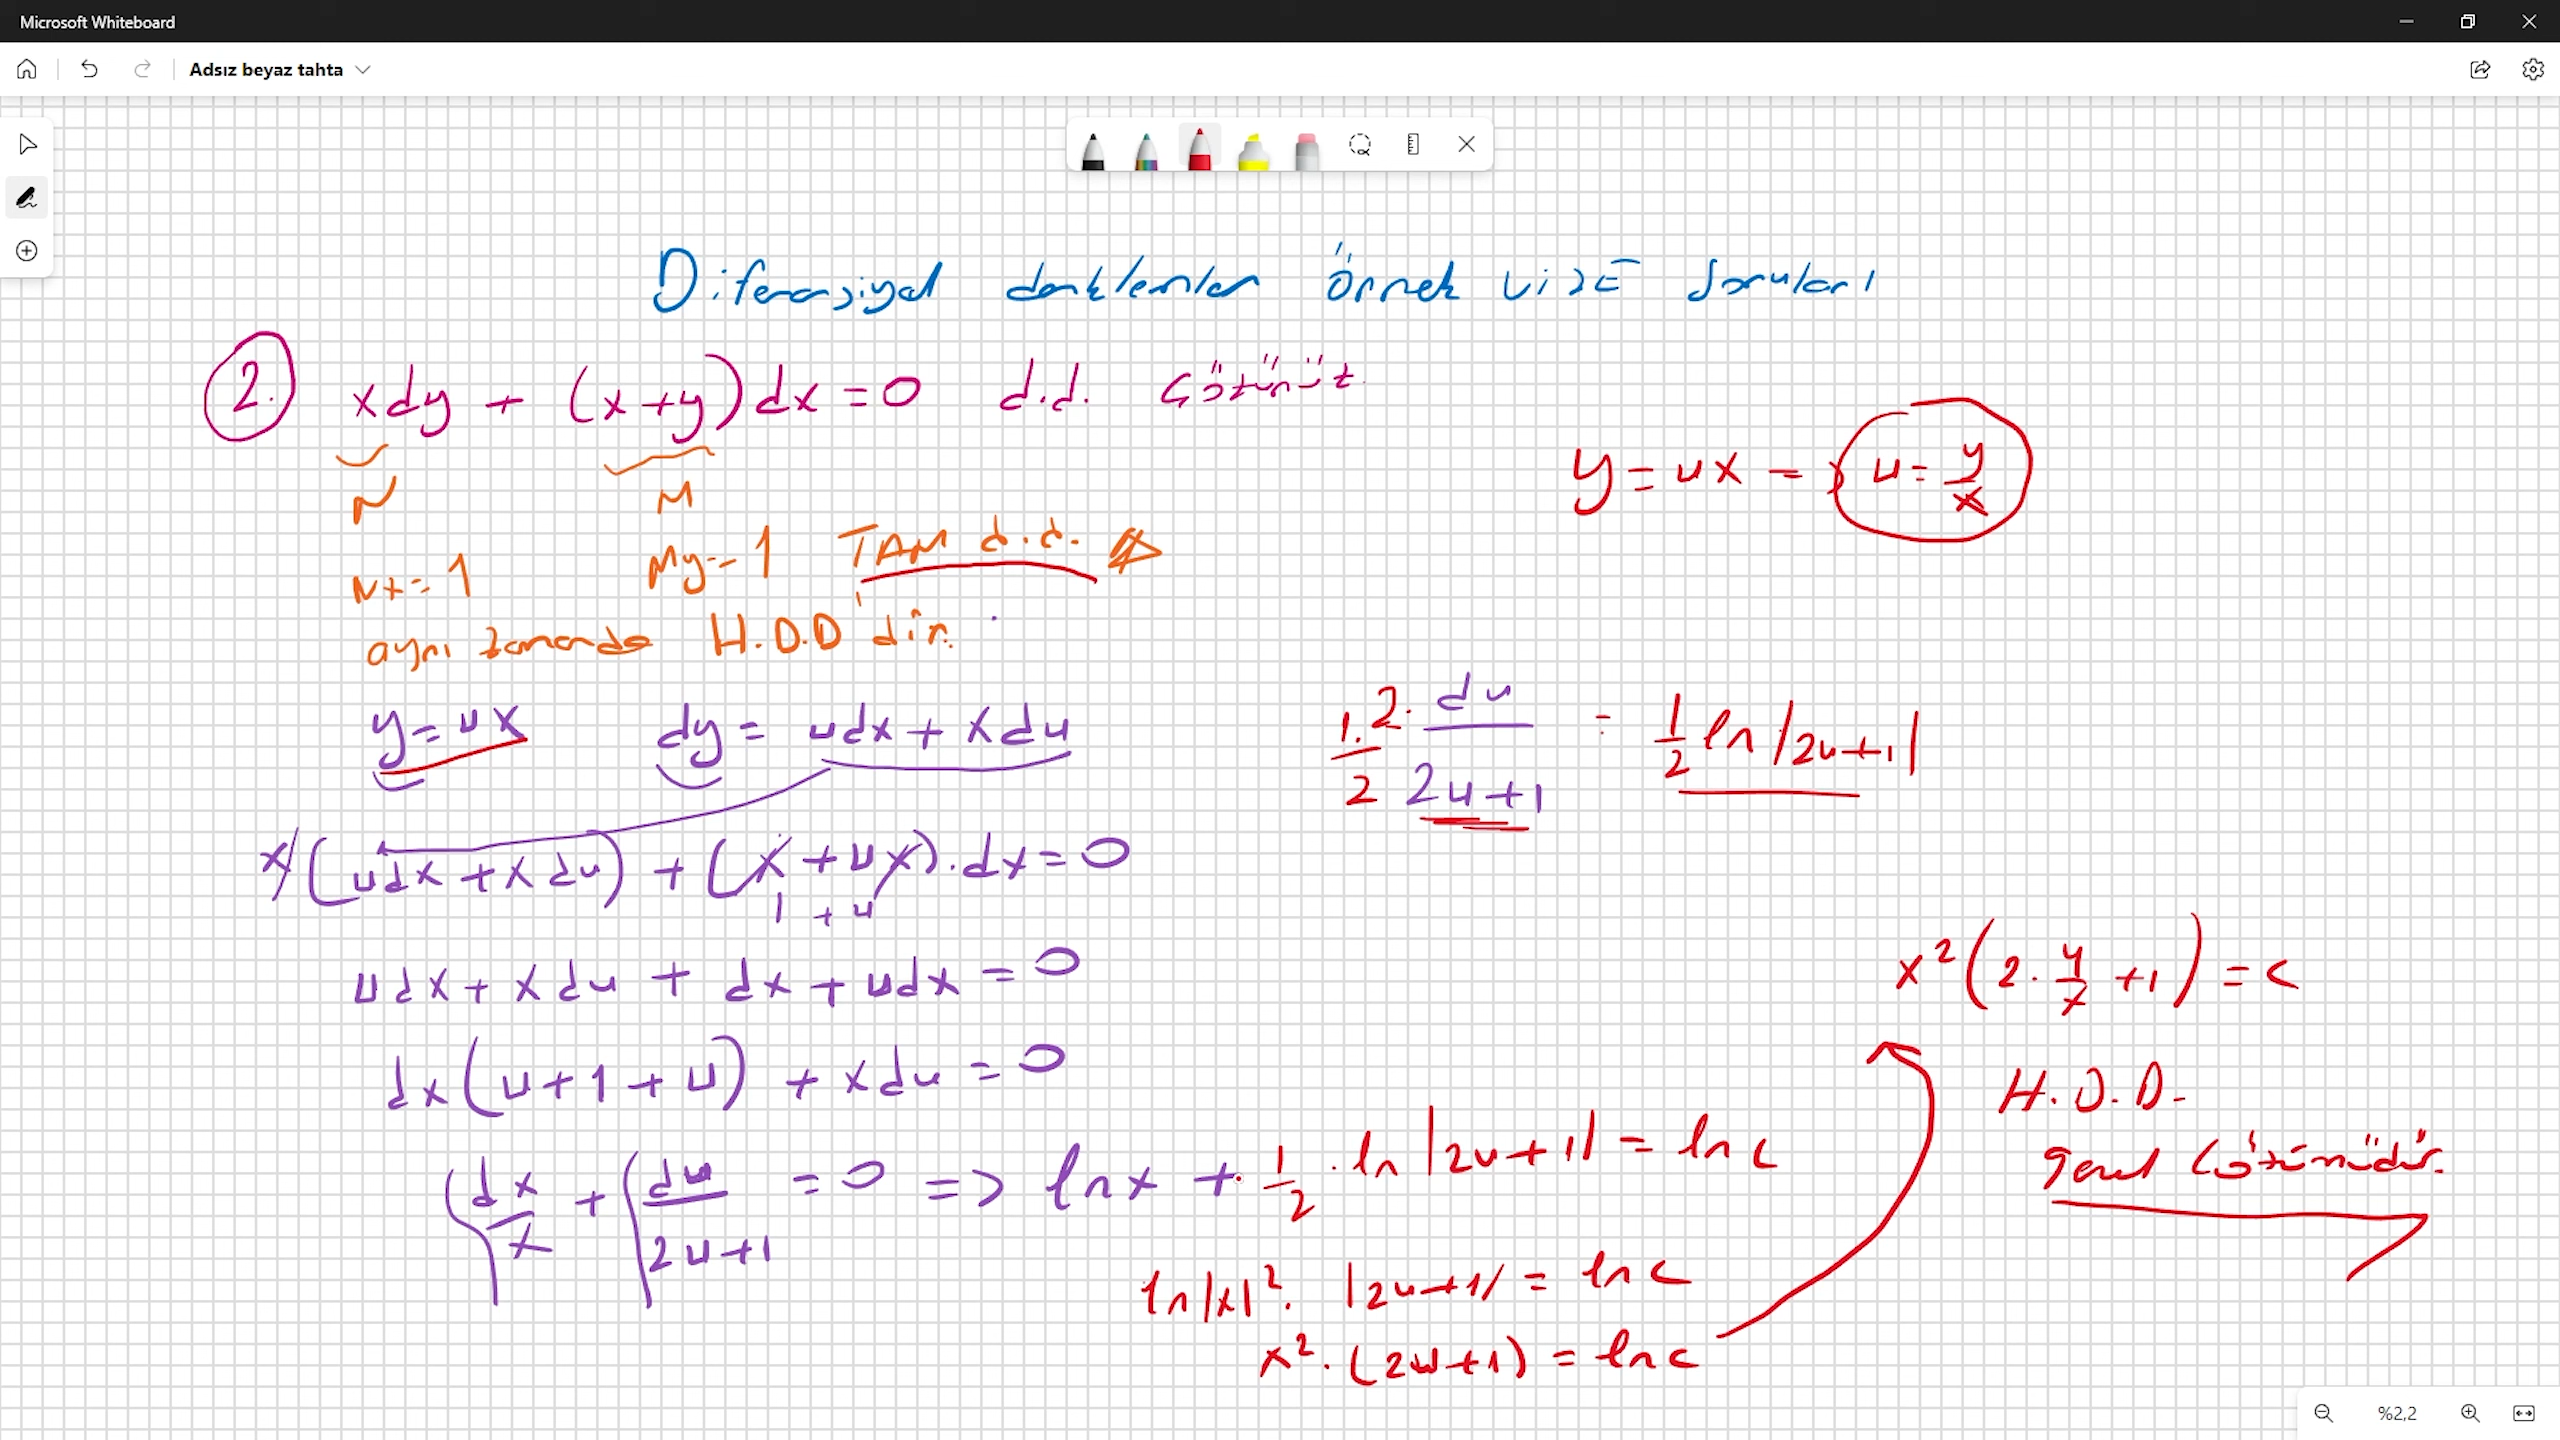 Microsoft Whiteboard
Adsız beyaz tahta
Diferansiyel denklemler örnek vize soruları
2. xdy + (x+y)dx = 0 d.d. çözünüz.
N M
Nx = 1 My = 1 TAM d.d.
aynı zamanda H.D.D'dir.
y = ux => u = y/x
y = ux dy = udx + xdu
x(udx + xdu) + (x + ux).dx = 0
1 + u
udx + xdu + dx + udx = 0
dx(u + 1 + u) + xdu = 0
∫dx/x + ∫du/2u+1 = 0 => lnx + 1/2 . ln|2u+1| = lnc
1/2 . 2 . du/2u+1 = 1/2 ln|2u+1|
ln|x|². |2u+1| = lnc
x². (2u+1) = lnc
x²(2. y/x + 1) = c
H.D.D.
genel çözümüdür.
%2,2